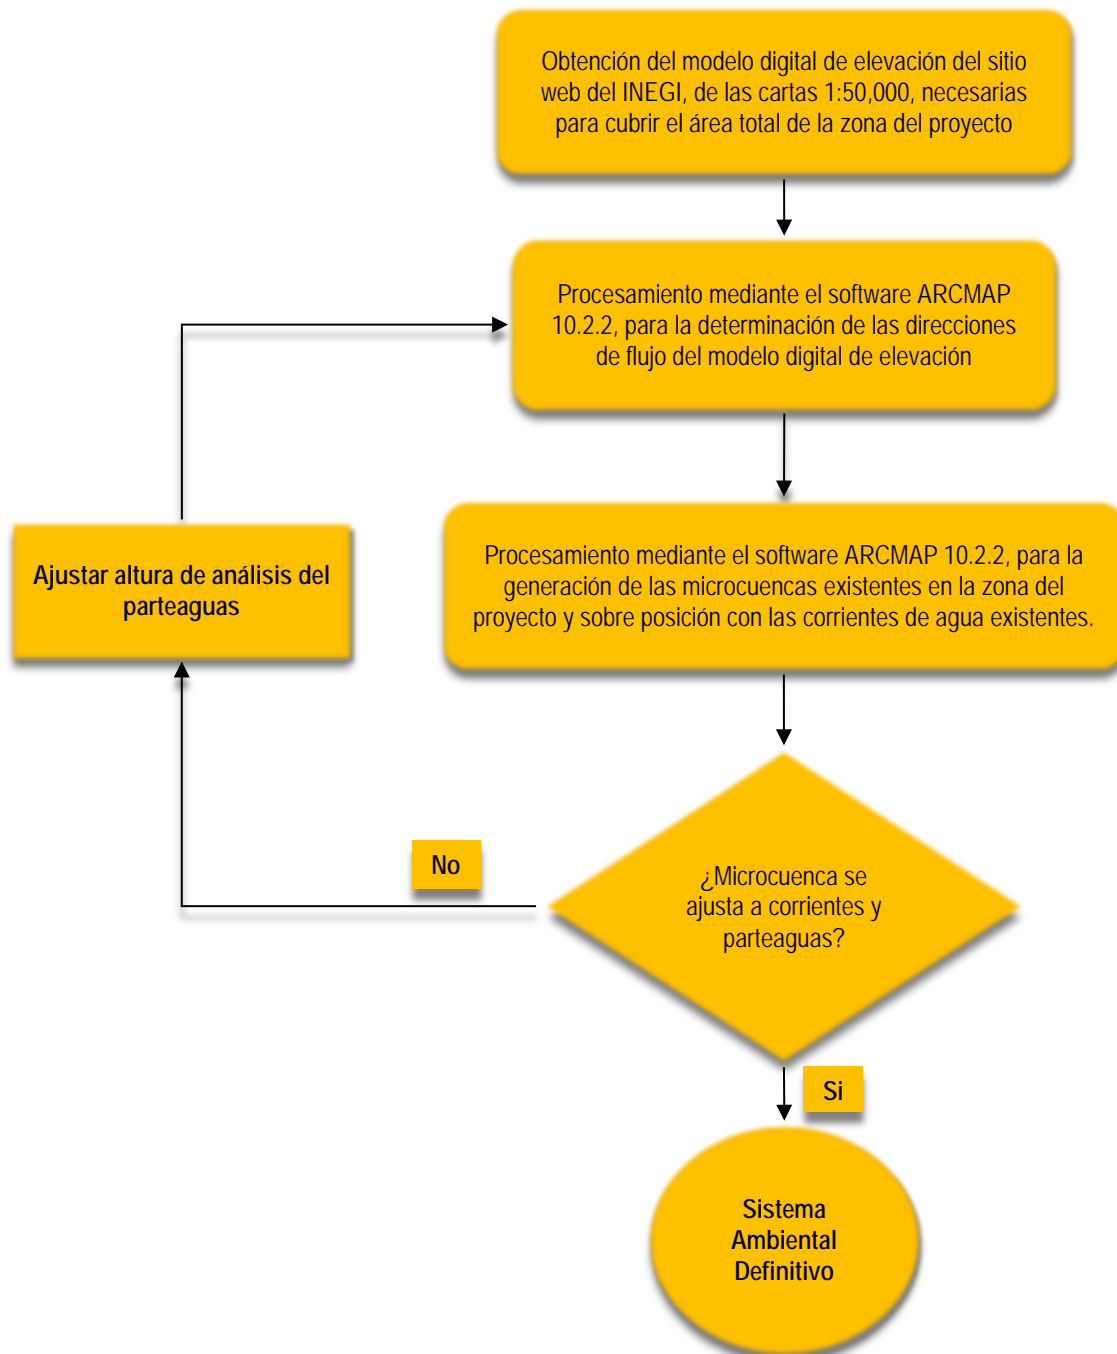 Obtención del modelo digital de elevación del sitio
web del INEGI, de las cartas 1:50,000, necesarias
para cubrir el área total de la zona del proyecto
Procesamiento mediante el software ARCMAP
10.2.2, para la determinación de las direcciones
de flujo del modelo digital de elevación
Procesamiento mediante el software ARCMAP 10.2.2, para la
generación de las microcuencas existentes en la zona del
proyecto y sobre posición con las corrientes de agua existentes.
Ajustar altura de análisis del
parteaguas
No
¿Microcuenca se
ajusta a corrientes y
parteaguas?
Si
Sistema
Ambiental
Definitivo